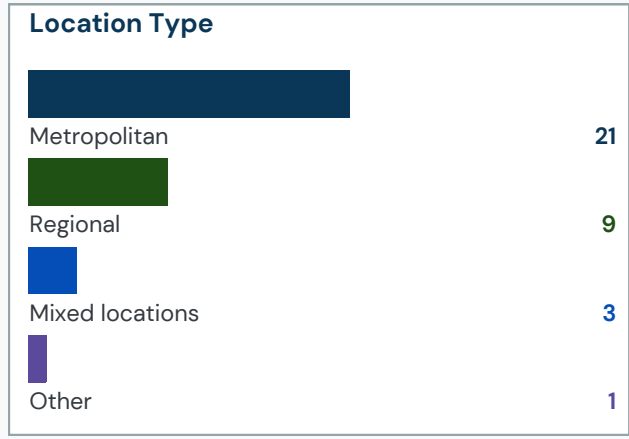 Location Type
Metropolitan 21
Regional 9
Mixed locations 3
Other 1